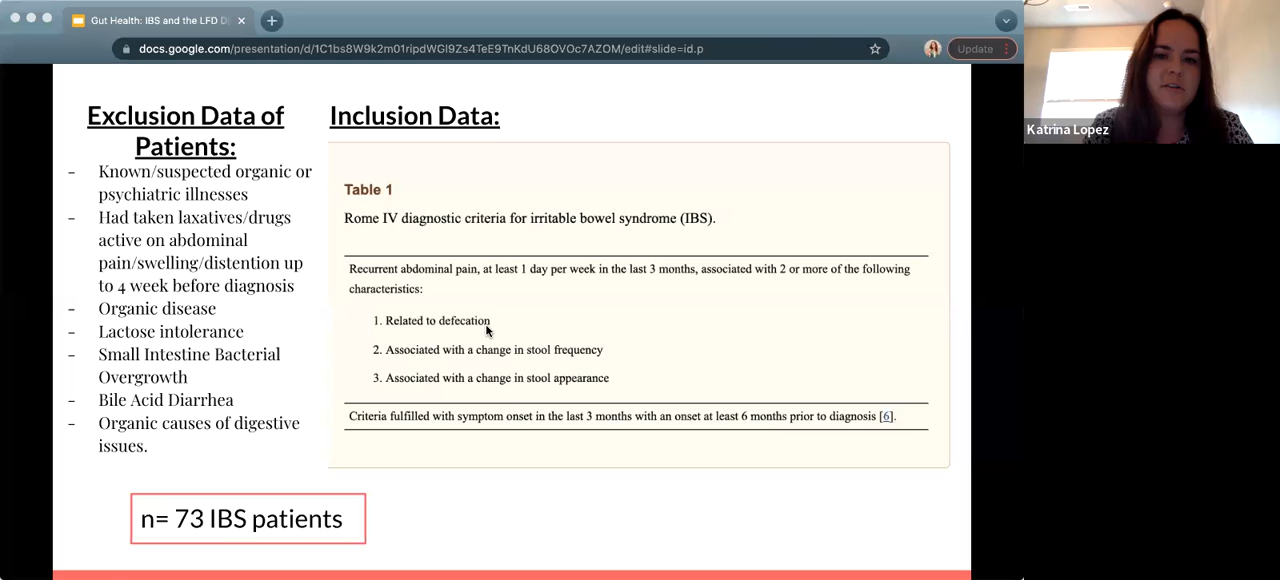 Gut Health: IBS and the LFD D
docs.google.com/presentation/d/1C1bs8W9k2m01ripdWGI9Zs4TeE9TnKdU68OVOc7AZOM/edit#slide=id.p
Update
Exclusion Data of
Patients:
- Known/suspected organic or
psychiatric illnesses
- Had taken laxatives/drugs
active on abdominal
pain/swelling/distention up
to 4 week before diagnosis
- Organic disease
- Lactose intolerance
- Small Intestine Bacterial
Overgrowth
- Bile Acid Diarrhea
- Organic causes of digestive
issues.
n= 73 IBS patients
Inclusion Data:
Table 1
Rome IV diagnostic criteria for irritable bowel syndrome (IBS).
Recurrent abdominal pain, at least 1 day per week in the last 3 months, associated with 2 or more of the following
characteristics:
1. Related to defecation
2. Associated with a change in stool frequency
3. Associated with a change in stool appearance
Criteria fulfilled with symptom onset in the last 3 months with an onset at least 6 months prior to diagnosis [6].
Katrina Lopez